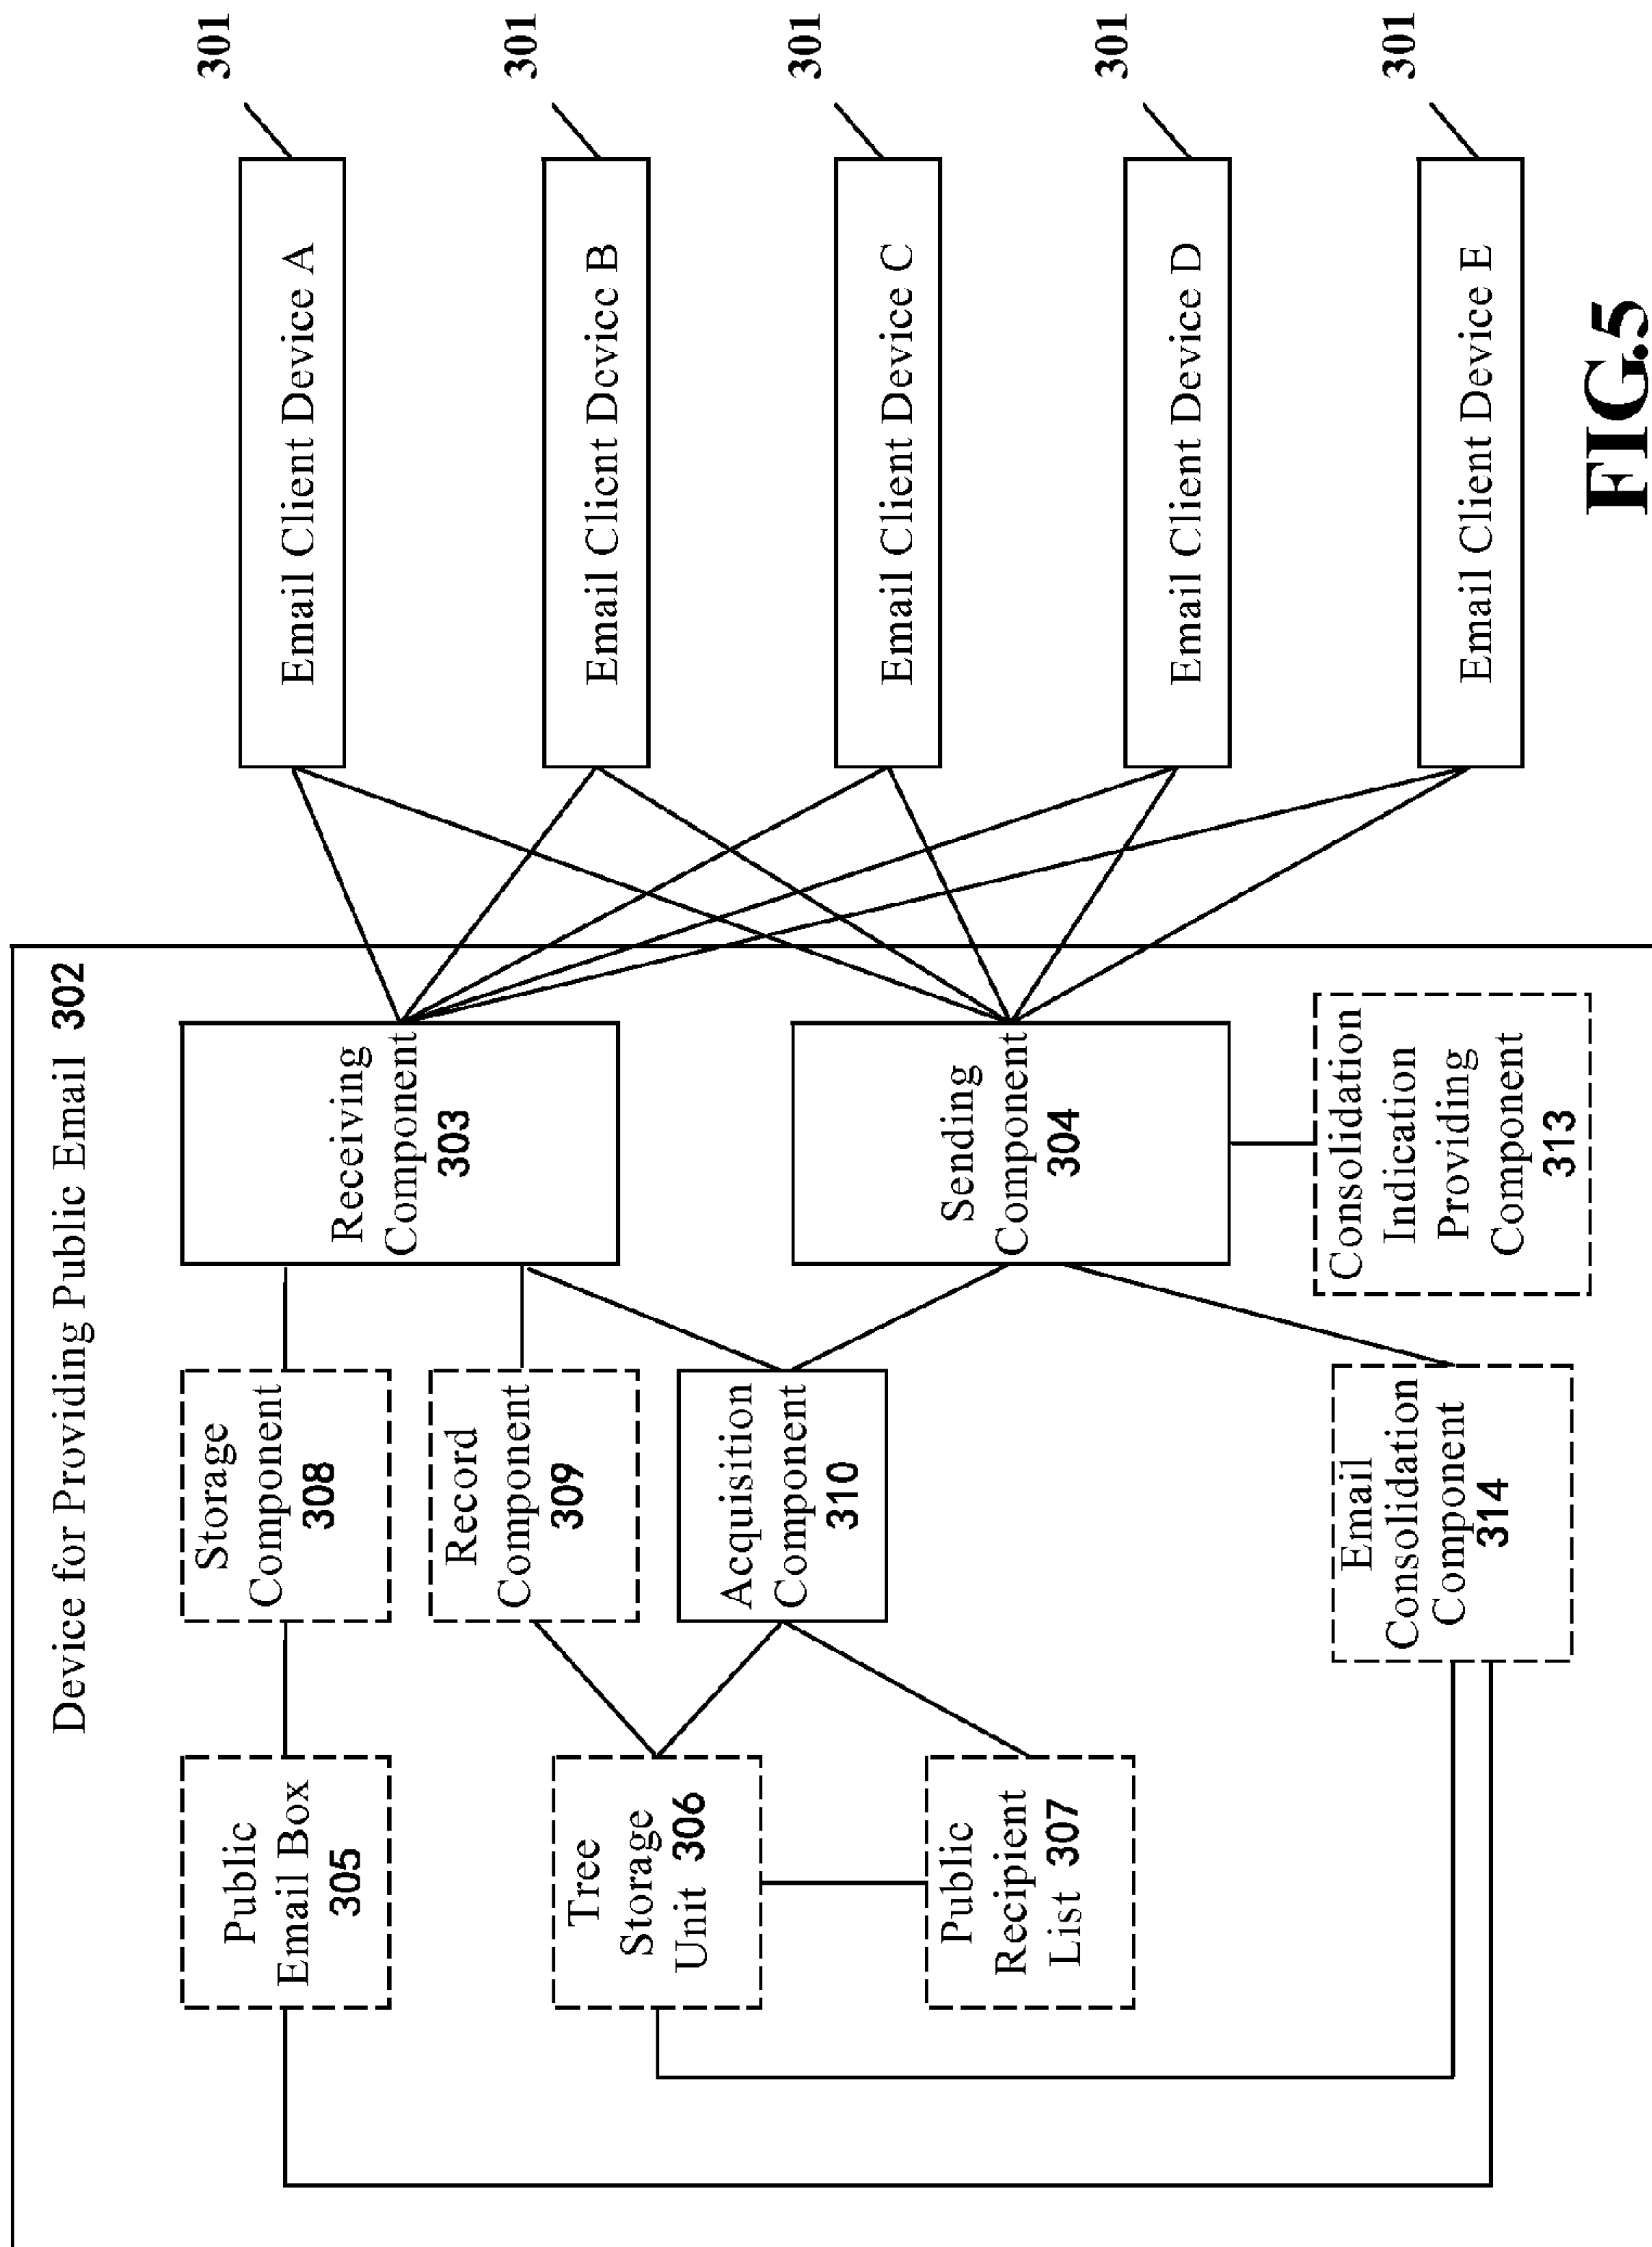 Device for Providing Public Email 302
Public
Email Box
305
Storage
Component
308
Receiving
Component
303
Email Client Device A
301
Tree
Storage
Unit 306
Record
Component
309
Email Client Device B
301
Acquisition
Component
310
Email Client Device C
301
Public
Recipient
List 307
Sending
Component
304
Email Client Device D
301
Email
Consolidation
Component
314
Consolidation
Indication
Providing
Component
313
Email Client Device E
301
FIG.5